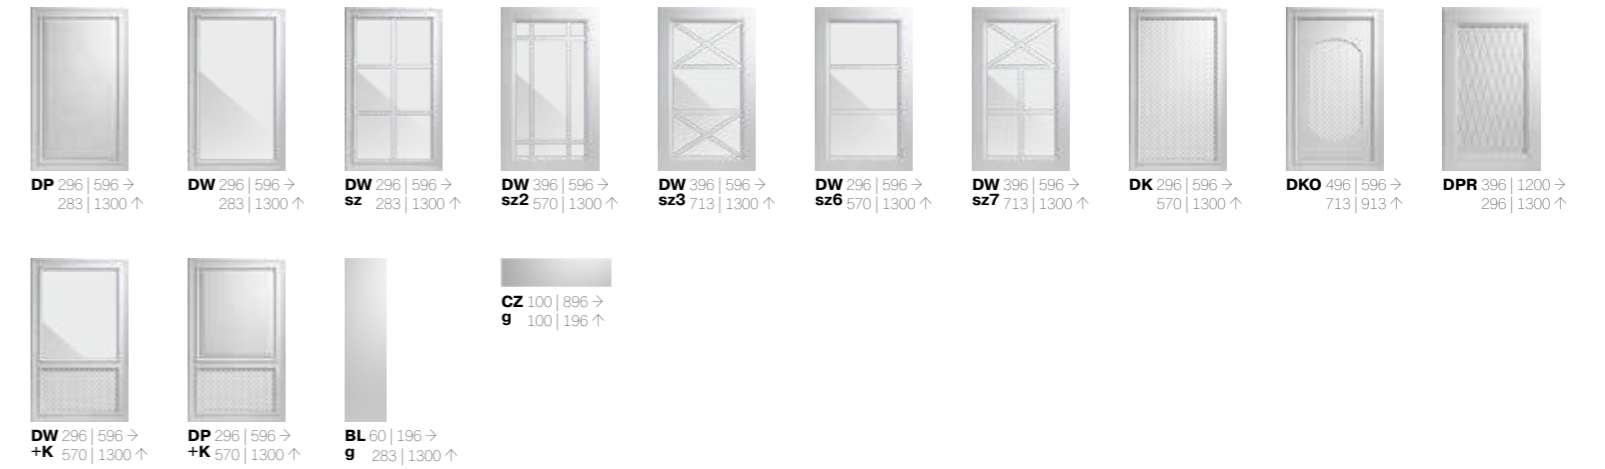 DP 296 | 596 →
283 | 1300 ↑
DW 296 | 596 →
283 | 1300 ↑
DW 296 | 596 →
sz 283 | 1300 ↑
DW 396 | 596 →
sz2 570 | 1300 ↑
DW 396 | 596 →
sz3 713 | 1300 ↑
DW 296 | 596 →
sz6 570 | 1300 ↑
DW 396 | 596 →
sz7 713 | 1300 ↑
DK 296 | 596 →
570 | 1300 ↑
DKO 496 | 596 →
713 | 913 ↑
DPR 396 | 1200 →
296 | 1300 ↑
DW 296 | 596 →
+K 570 | 1300 ↑
DP 296 | 596 →
+K 570 | 1300 ↑
BL 60 | 196 →
g 283 | 1300 ↑
CZ 100 | 896 →
g 100 | 196 ↑